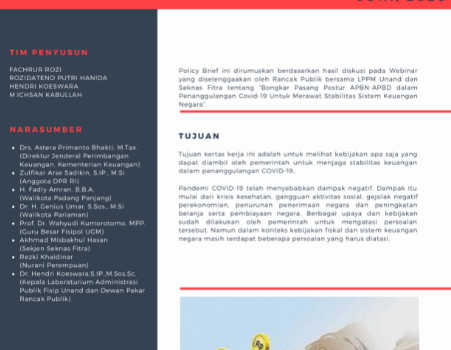 TIM PENYUSUN
FACHRUR ROZI
ROZIDATENO PUTRI HANIDA
HENDRI KOESWARA
M.ICHSAN KABULLAH
NARASUMBER
Drs. Astera Primanto Bhakti, M.Tax.
(Direktur Jenderal Perimbangan
Keuangan, Kementerian Keuangan)
Zulfikar Arse Sadikin, S.IP., M.Si
(Anggota DPR RI)
H. Fadly Amran, B.B.A.
(Walikota Padang Panjang)
Dr. H. Genius Umar, S.Sos., M.Si
(Walikota Pariaman)
Prof. Dr. Wahyudi Kumorotomo, MPP.
(Guru Besar Fisipol UGM)
Akhmad Misbakhul Hasan
(Sekjen Seknas Fitra)
Rezki Khaidinar
(Nurani Perempuan)
Dr. Hendri Koeswara,S.IP.,M.Sos.Sc.
(Kepala Laboraturium Administrasi
Publik Fisip Unand dan Dewan Pakar
Rancak Publik)
Policy Brief ini dirumuskan berdasarkan hasil diskusi pada Webinar
yang diselenggaakan oleh Rancak Publik bersama LPPM Unand dan
Seknas Fitra tentang "Bongkar Pasang Postur APBN-APBD dalam
Penanggulangan Covid-19 Untuk Merawat Stabilitas Sistem Keuangan
Negara".
TUJUAN
Tujuan kertas kerja ini adalah untuk melihat kebijakan apa saja yang
dapat diambil oleh pemerintah untuk menjaga stabilitas keuangan
dalam penanggulangan COVID-19..
Pandemi COVID-19 telah menyebabkan dampak negatif. Dampak itu
mulai dari krisis kesehatan, gangguan aktivitas sosial, gejolak negatif
perekonomian, penurunan penerimaan negara dan peningkatan
belanja serta pembiayaan negara. Berbagai upaya dan kebijakan
sudah dilakukan oleh pemerintah untuk mengatasi persoalan
tersebut. Namun dalam konteks kebijakan fiskal dan sistem keuangan
negara masih terdapat beberapa persoalan yang harus diatasi.
Rp